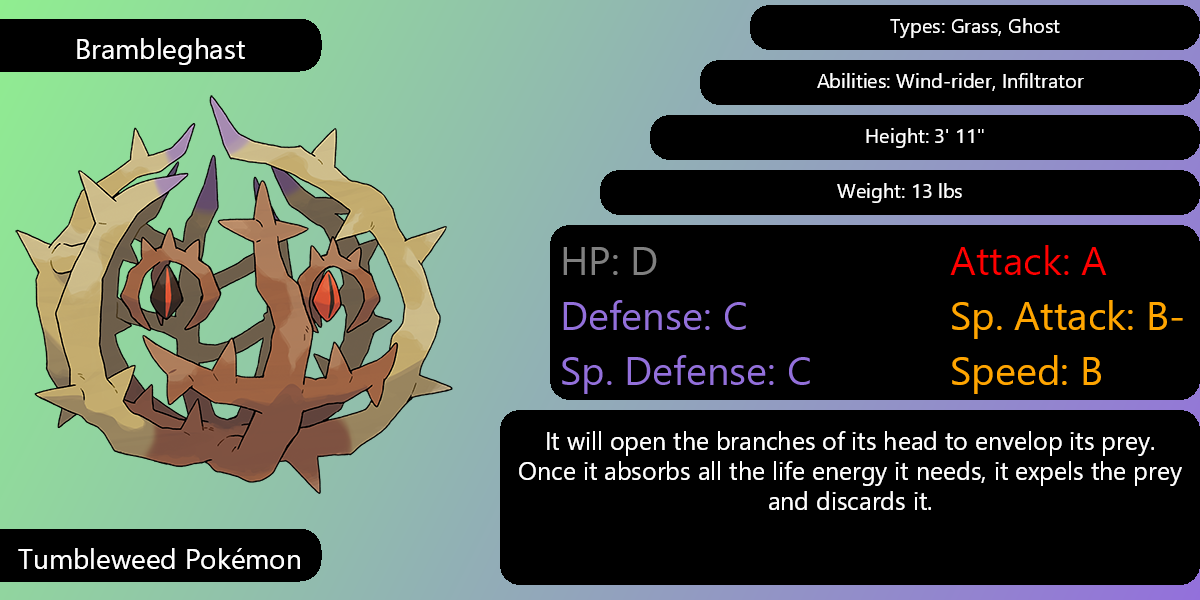 Brambleghast
Types: Grass, Ghost
Abilities: Wind-rider, Infiltrator
Height: 3' 11"
Weight: 13 lbs
HP: D
Attack: A
Defense: C
Sp. Attack: B-
Sp. Defense: C
Speed: B
It will open the branches of its head to envelop its prey.
Once it absorbs all the life energy it needs, it expels the prey
and discards it.
Tumbleweed Pokémon